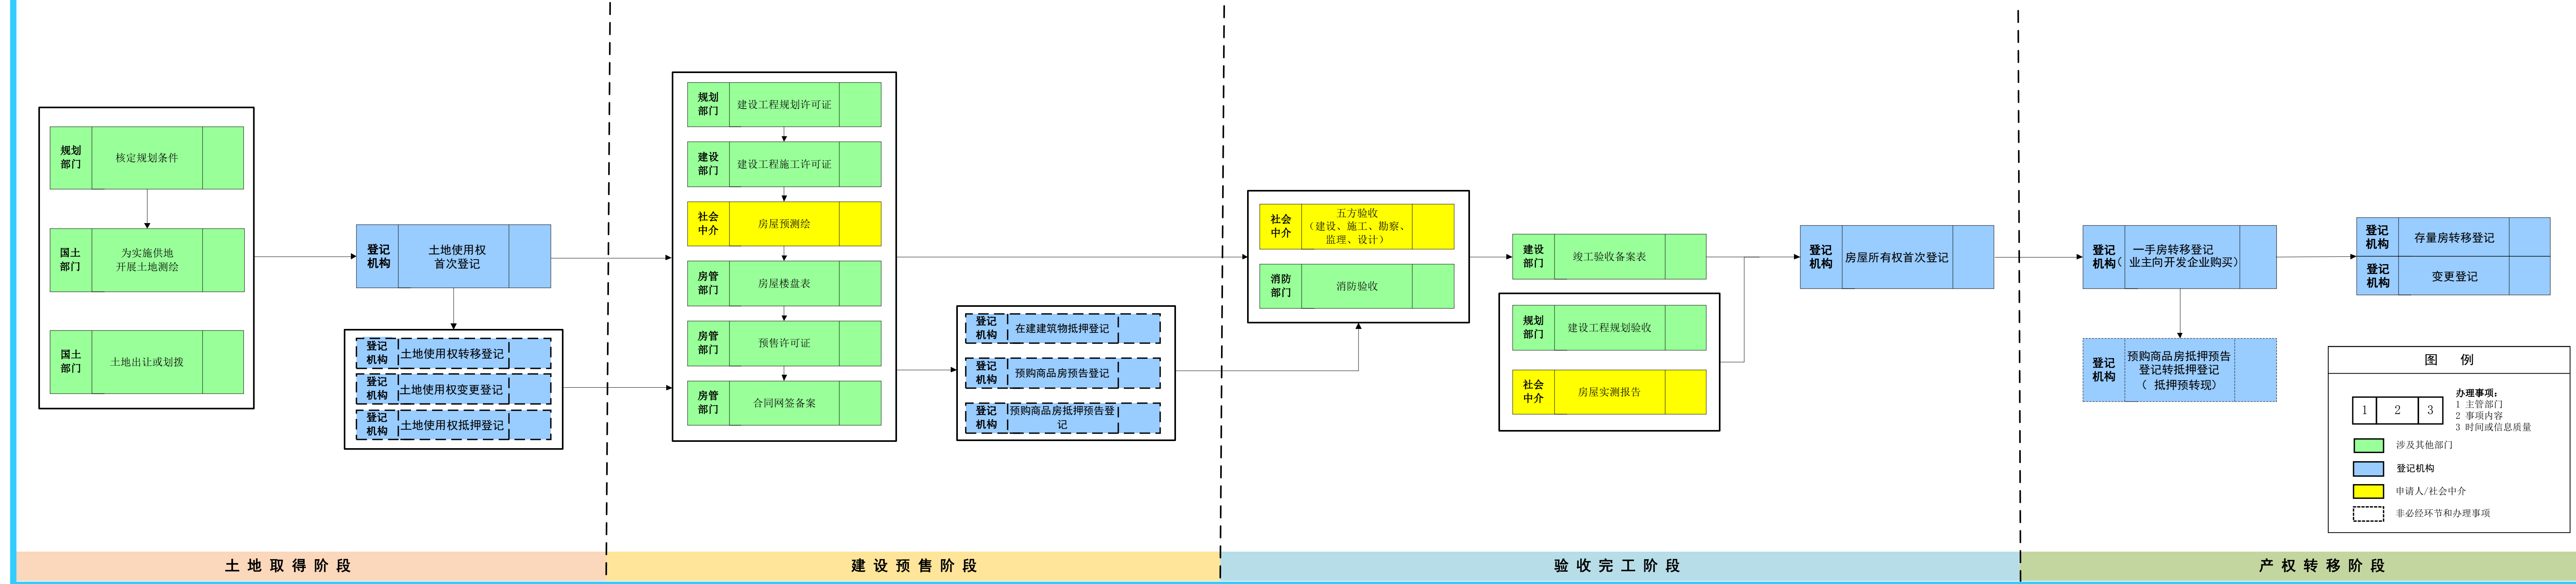 规划
部门
核定规划条件
国土
部门
为实施供地
开展土地测绘
国土
部门
土地出让或划拨
登记
机构
土地使用权
首次登记
登记
机构
土地使用权转移登记
登记
机构
土地使用权变更登记
登记
机构
土地使用权抵押登记
规划
部门
建设工程规划许可证
建设
部门
建设工程施工许可证
社会
中介
房屋预测绘
房管
部门
房屋楼盘表
房管
部门
预售许可证
房管
部门
合同网签备案
登记
机构
在建建筑物抵押登记
登记
机构
预购商品房预告登记
登记
机构
预购商品房抵押预告登
记
社会
中介
五方验收
（建设、施工、勘察、
监理、设计）
消防
部门
消防验收
建设
部门
竣工验收备案表
规划
部门
建设工程规划验收
社会
中介
房屋实测报告
登记
机构
房屋所有权首次登记
登记
机构
一手房转移登记
（ 业主向开发企业购买）
登记
机构
预购商品房抵押预告
登记转抵押登记
（ 抵押预转现）
登记
机构
存量房转移登记
登记
机构
变更登记
图 例
1 2 3
办理事项：
1 主管部门
2 事项内容
3 时间或信息质量
涉及其他部门
登记机构
申请人/社会中介
非必经环节和办理事项
土地取得阶段
建设预售阶段
验收完工阶段
产权转移阶段